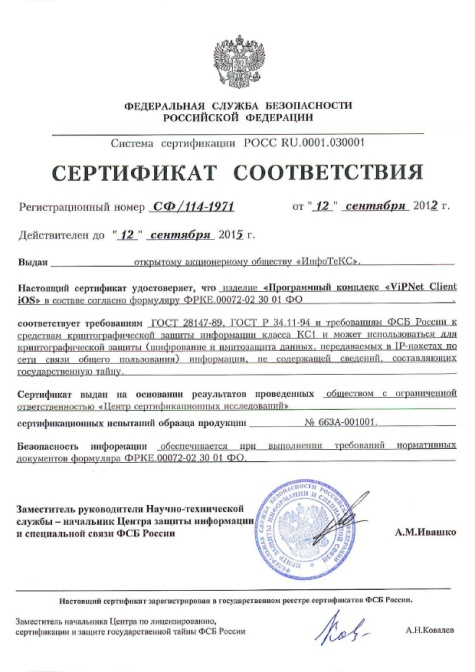 ФЕДЕРАЛЬНАЯ СЛУЖБА БЕЗОПАСНОСТИ
РОССИЙСКОЙ ФЕДЕРАЦИИ
Система сертификации РОСС RU.0001.030001
СЕРТИФИКАТ СООТВЕТСТВИЯ
Регистрационный номер СФ/114-1971 от "12" сентября 2012 г.
Действителен до "12" сентября 2015 г.
Выдан открытому акционерному обществу «ИнфоТеКС».
Настоящий сертификат удостоверяет, что изделие «Программный комплекс «ViPNet Client
iOS» в составе согласно формуляру ФРКЕ.00072-02 30 01 ФО
соответствует требованиям ГОСТ 28147-89, ГОСТ Р 34.11-94 и требованиям ФСБ России к
средствам криптографической защиты информации класса КС1 и может использоваться для
криптографической защиты (шифрование и имитозащита данных, передаваемых в IP-пакетах по
сети связи общего пользования) информации, не содержащей сведений, составляющих
государственную тайну.
Сертификат выдан на основании результатов проведенных обществом с ограниченной
ответственностью «Центр сертификационных исследований»
сертификационных испытаний образца продукции № 663А-001001.
Безопасность информации обеспечивается при выполнении требований нормативных
документов формуляра ФРКЕ.00072-02 30 01 ФО.
Заместитель руководителя Научно-технической
службы – начальник Центра защиты информации
и специальной связи ФСБ России
А.М.Ивашко
Настоящий сертификат зарегистрирован в государственном реестре сертификатов ФСБ России.
Заместитель начальника Центра по лицензированию,
сертификации и защите государственной тайны ФСБ России
А.Н.Ковалев